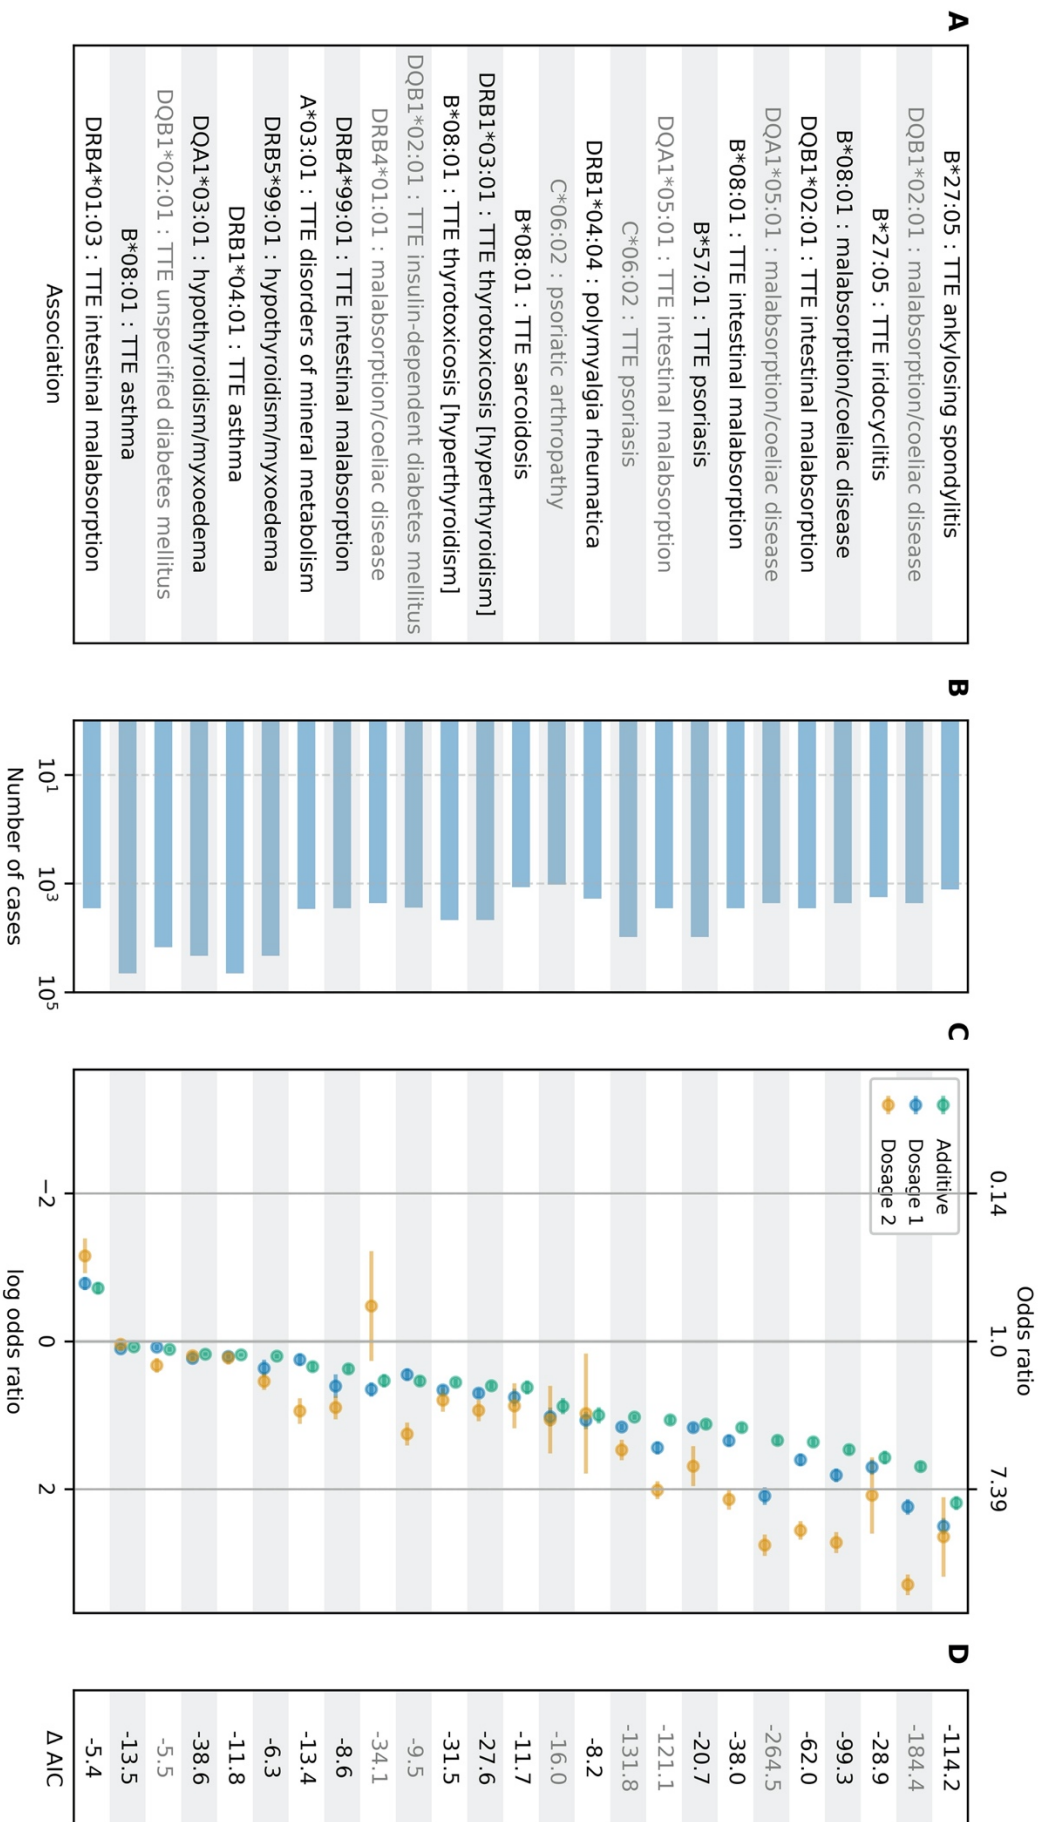 A
B*27:05 : TTE ankylosing spondylitis
DQB1*02:01 : malabsorption/coeliac disease
B*27:05 : TTE iridocyclitis
B*08:01 : malabsorption/coeliac disease
DQB1*02:01 : TTE intestinal malabsorption
DQA1*05:01 : malabsorption/coeliac disease
B*08:01 : TTE intestinal malabsorption
B*57:01 : TTE psoriasis
DQA1*05:01 : TTE intestinal malabsorption
C*06:02 : TTE psoriasis
DRB1*04:04 : polymyalgia rheumatica
C*06:02 : psoriatic arthropathy
B*08:01 : TTE sarcoidosis
DRB1*03:01 : TTE thyrotoxicosis [hyperthyroidism]
B*08:01 : TTE thyrotoxicosis [hyperthyroidism]
DQB1*02:01 : TTE insulin-dependent diabetes mellitus
DRB4*01:01 : malabsorption/coeliac disease
DRB4*99:01 : TTE intestinal malabsorption
A*03:01 : TTE disorders of mineral metabolism
DRB5*99:01 : hypothyroidism/myxoedema
DRB1*04:01 : TTE asthma
DQA1*03:01 : hypothyroidism/myxoedema
DQB1*02:01 : TTE unspecified diabetes mellitus
B*08:01 : TTE asthma
DRB4*01:03 : TTE intestinal malabsorption
Association
B
10¹ 10³ 10⁵
Number of cases
C
Odds ratio
0.14 1.0 7.39
Additive
Dosage 1
Dosage 2
−2 0 2
log odds ratio
D
-114.2
-184.4
-28.9
-99.3
-62.0
-264.5
-38.0
-20.7
-121.1
-131.8
-8.2
-16.0
-11.7
-27.6
-31.5
-9.5
-34.1
-8.6
-13.4
-6.3
-11.8
-38.6
-5.5
-13.5
-5.4
Δ AIC